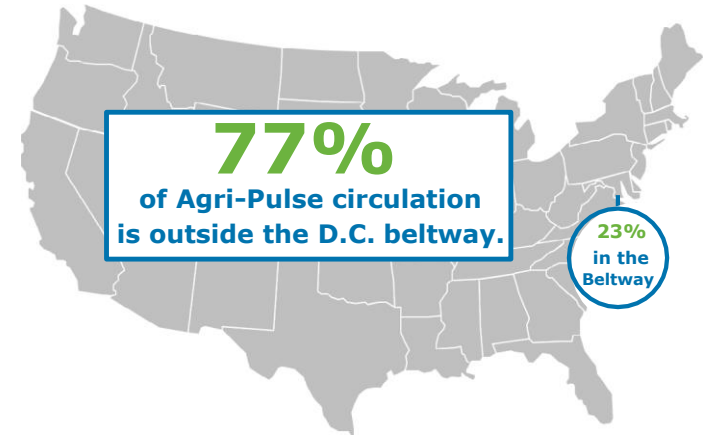 77%
of Agri-Pulse circulation
is outside the D.C. beltway.
23%
in the
Beltway